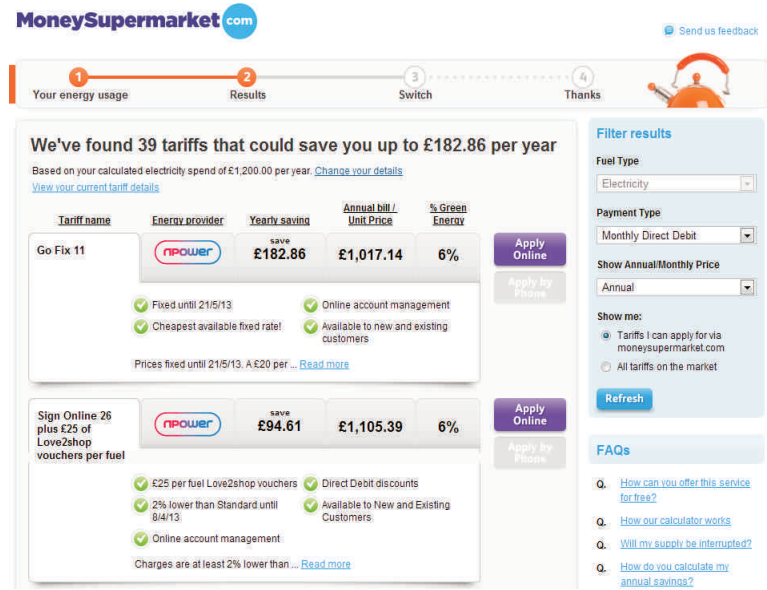 MoneySupermarket com
Send us feedback
1 2 3 4
Your energy usage Results Switch Thanks
We've found 39 tariffs that could save you up to £182.86 per year
Based on your calculated electricity spend of £1,200.00 per year. Change your details
View your current tariff details
Tariff name Energy provider Yearly saving Annual bill / Unit Price % Green Energy
Go Fix 11
npower
save
£182.86
£1,017.14
6%
Apply Online
Apply by Phone
Fixed until 21/5/13
Online account management
Cheapest available fixed rate!
Available to new and existing
customers
Prices fixed until 21/5/13. A £20 per ... Read more
Sign Online 26
plus £25 of
Love2shop
vouchers per fuel
npower
save
£94.61
£1,105.39
6%
Apply Online
Apply by Phone
£25 per fuel Love2shop vouchers
Direct Debit discounts
2% lower than Standard until
8/4/13
Available to New and Existing
Customers
Online account management
Charges are at least 2% lower than ... Read more
Filter results
Fuel Type
Electricity
Payment Type
Monthly Direct Debit
Show Annual/Monthly Price
Annual
Show me:
Tariffs I can apply for via
moneysupermarket.com
All tariffs on the market
Refresh
FAQs
Q. How can you offer this service
for free?
Q. How our calculator works
Q. Will my supply be interrupted?
Q. How do you calculate my
annual savings?